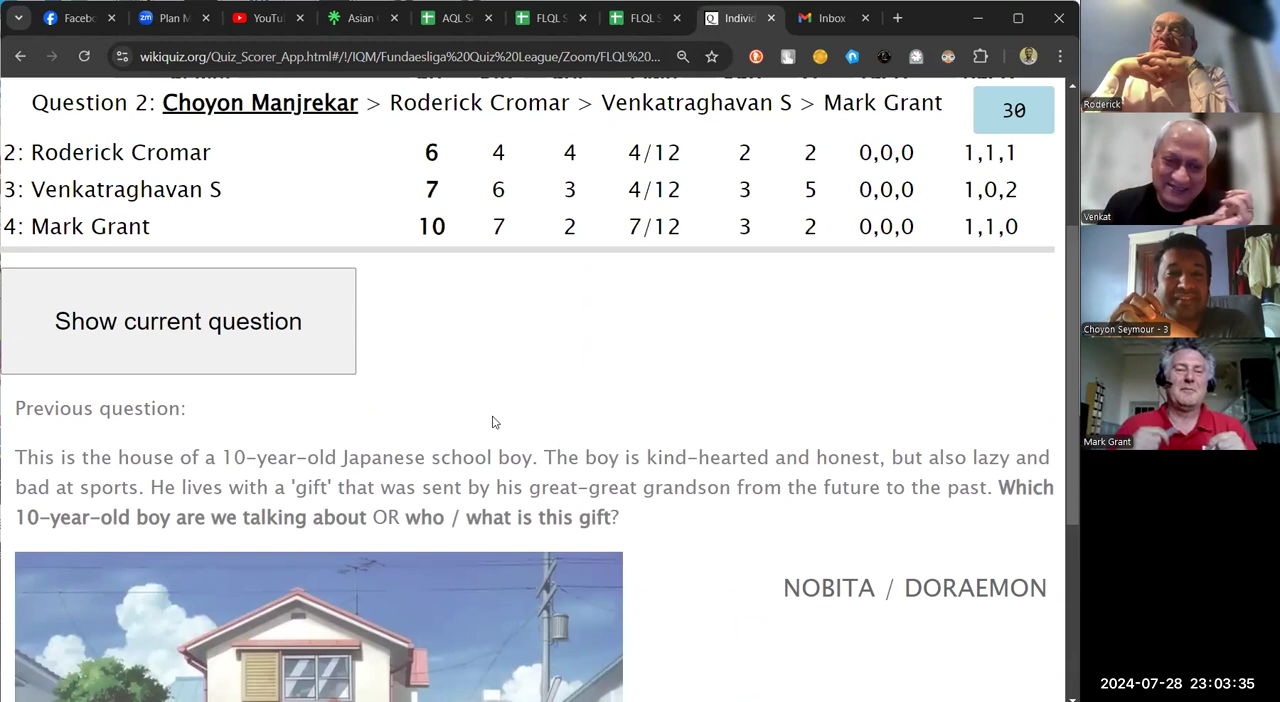 Facebo
Plan M
YouTu
Asian
AQL S
FLQL S
FLQL S
Individ
Inbox
wikiquiz.org/Quiz_Scorer_App.html#/!/IQM/Fundaesliga%20Quiz%20League/Zoom/FLQL%20...
Question 2: Choyon Manjrekar > Roderick Cromar > Venkatraghavan S > Mark Grant
30
2: Roderick Cromar 6 4 4 4/12 2 2 0,0,0 1,1,1
3: Venkatraghavan S 7 6 3 4/12 3 5 0,0,0 1,0,2
4: Mark Grant 10 7 2 7/12 3 2 0,0,0 1,1,0
Show current question
Previous question:
This is the house of a 10-year-old Japanese school boy. The boy is kind-hearted and honest, but also lazy and
bad at sports. He lives with a 'gift' that was sent by his great-great grandson from the future to the past. Which
10-year-old boy are we talking about OR who / what is this gift?
NOBITA / DORAEMON
Roderick
Venkat
Choyon Seymour - 3
Mark Grant
2024-07-28 23:03:35